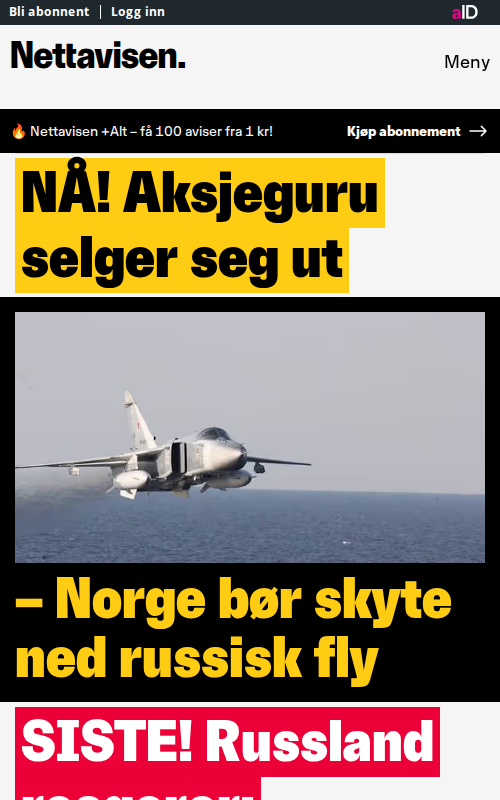 Bli abonnent | Logg inn
aID
Nettavisen.
Meny
🔥 Nettavisen +Alt – få 100 aviser fra 1 kr!
Kjøp abonnement →
NÅ! Aksjeguru
selger seg ut
– Norge bør skyte
ned russisk fly
SISTE! Russland